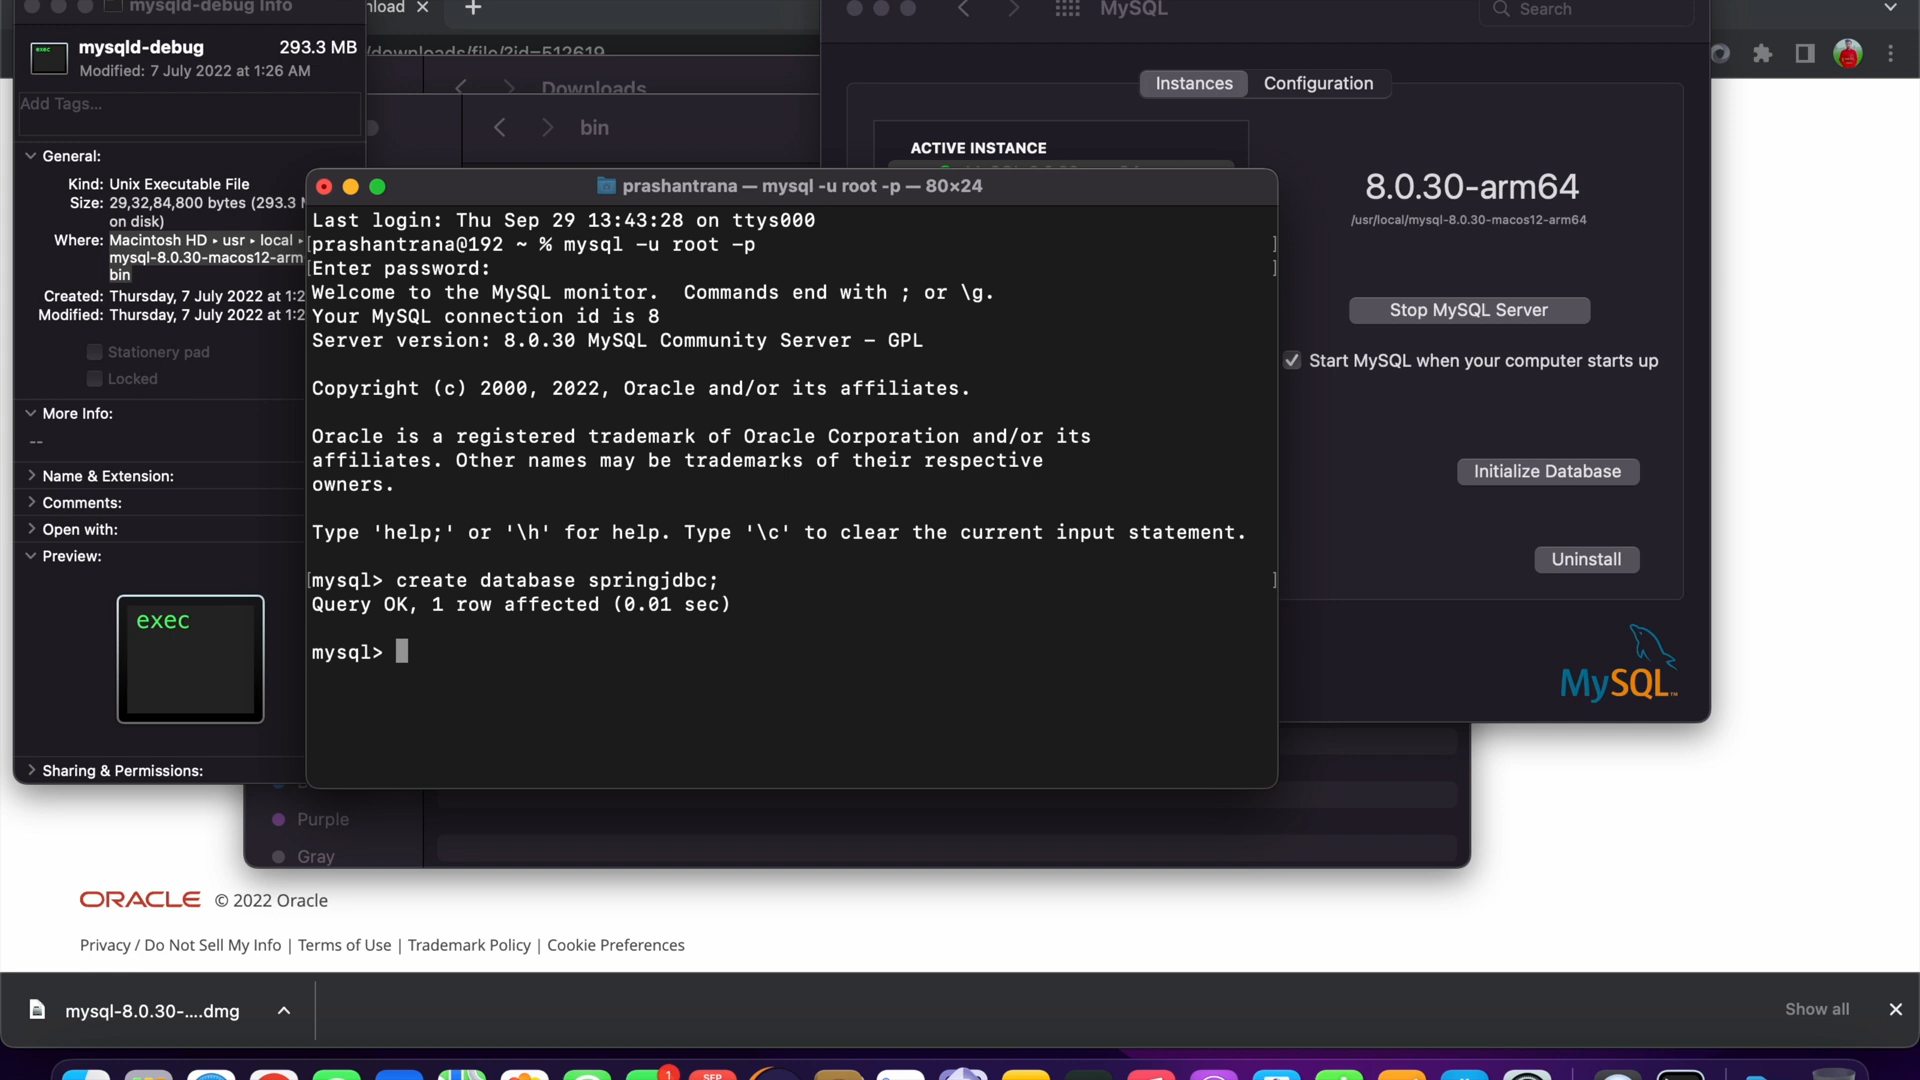 mysqld-debug Info
mysqld-debug 293.3 MB
Modified: 7 July 2022 at 1:26 AM
Add Tags...
General:
Kind: Unix Executable File
Size: 29,32,84,800 bytes (293.3
on disk)
Where: Macintosh HD ▸ usr ▸ local ▸
mysql-8.0.30-macos12-arm
bin
Created: Thursday, 7 July 2022 at 1:2
Modified: Thursday, 7 July 2022 at 1:2
Stationery pad
Locked
More Info:
--
Name & Extension:
Comments:
Open with:
Preview:
exec
Sharing & Permissions:
Purple
Gray
/downloads/file/?id=512619
Downloads
bin
prashantrana — mysql -u root -p — 80×24
Last login: Thu Sep 29 13:43:28 on ttys000
[prashantrana@192 ~ % mysql -u root -p ]
[Enter password: ]
Welcome to the MySQL monitor.  Commands end with ; or \g.
Your MySQL connection id is 8
Server version: 8.0.30 MySQL Community Server - GPL
Copyright (c) 2000, 2022, Oracle and/or its affiliates.
Oracle is a registered trademark of Oracle Corporation and/or its
affiliates. Other names may be trademarks of their respective
owners.
Type 'help;' or '\h' for help. Type '\c' to clear the current input statement.
[mysql> create database springjdbc; ]
Query OK, 1 row affected (0.01 sec)
mysql>
MySQL
Search
Instances Configuration
ACTIVE INSTANCE
8.0.30-arm64
/usr/local/mysql-8.0.30-macos12-arm64
Stop MySQL Server
Start MySQL when your computer starts up
Initialize Database
Uninstall
MySQL™
ORACLE © 2022 Oracle
Privacy / Do Not Sell My Info | Terms of Use | Trademark Policy | Cookie Preferences
mysql-8.0.30-....dmg
Show all
1
SEP